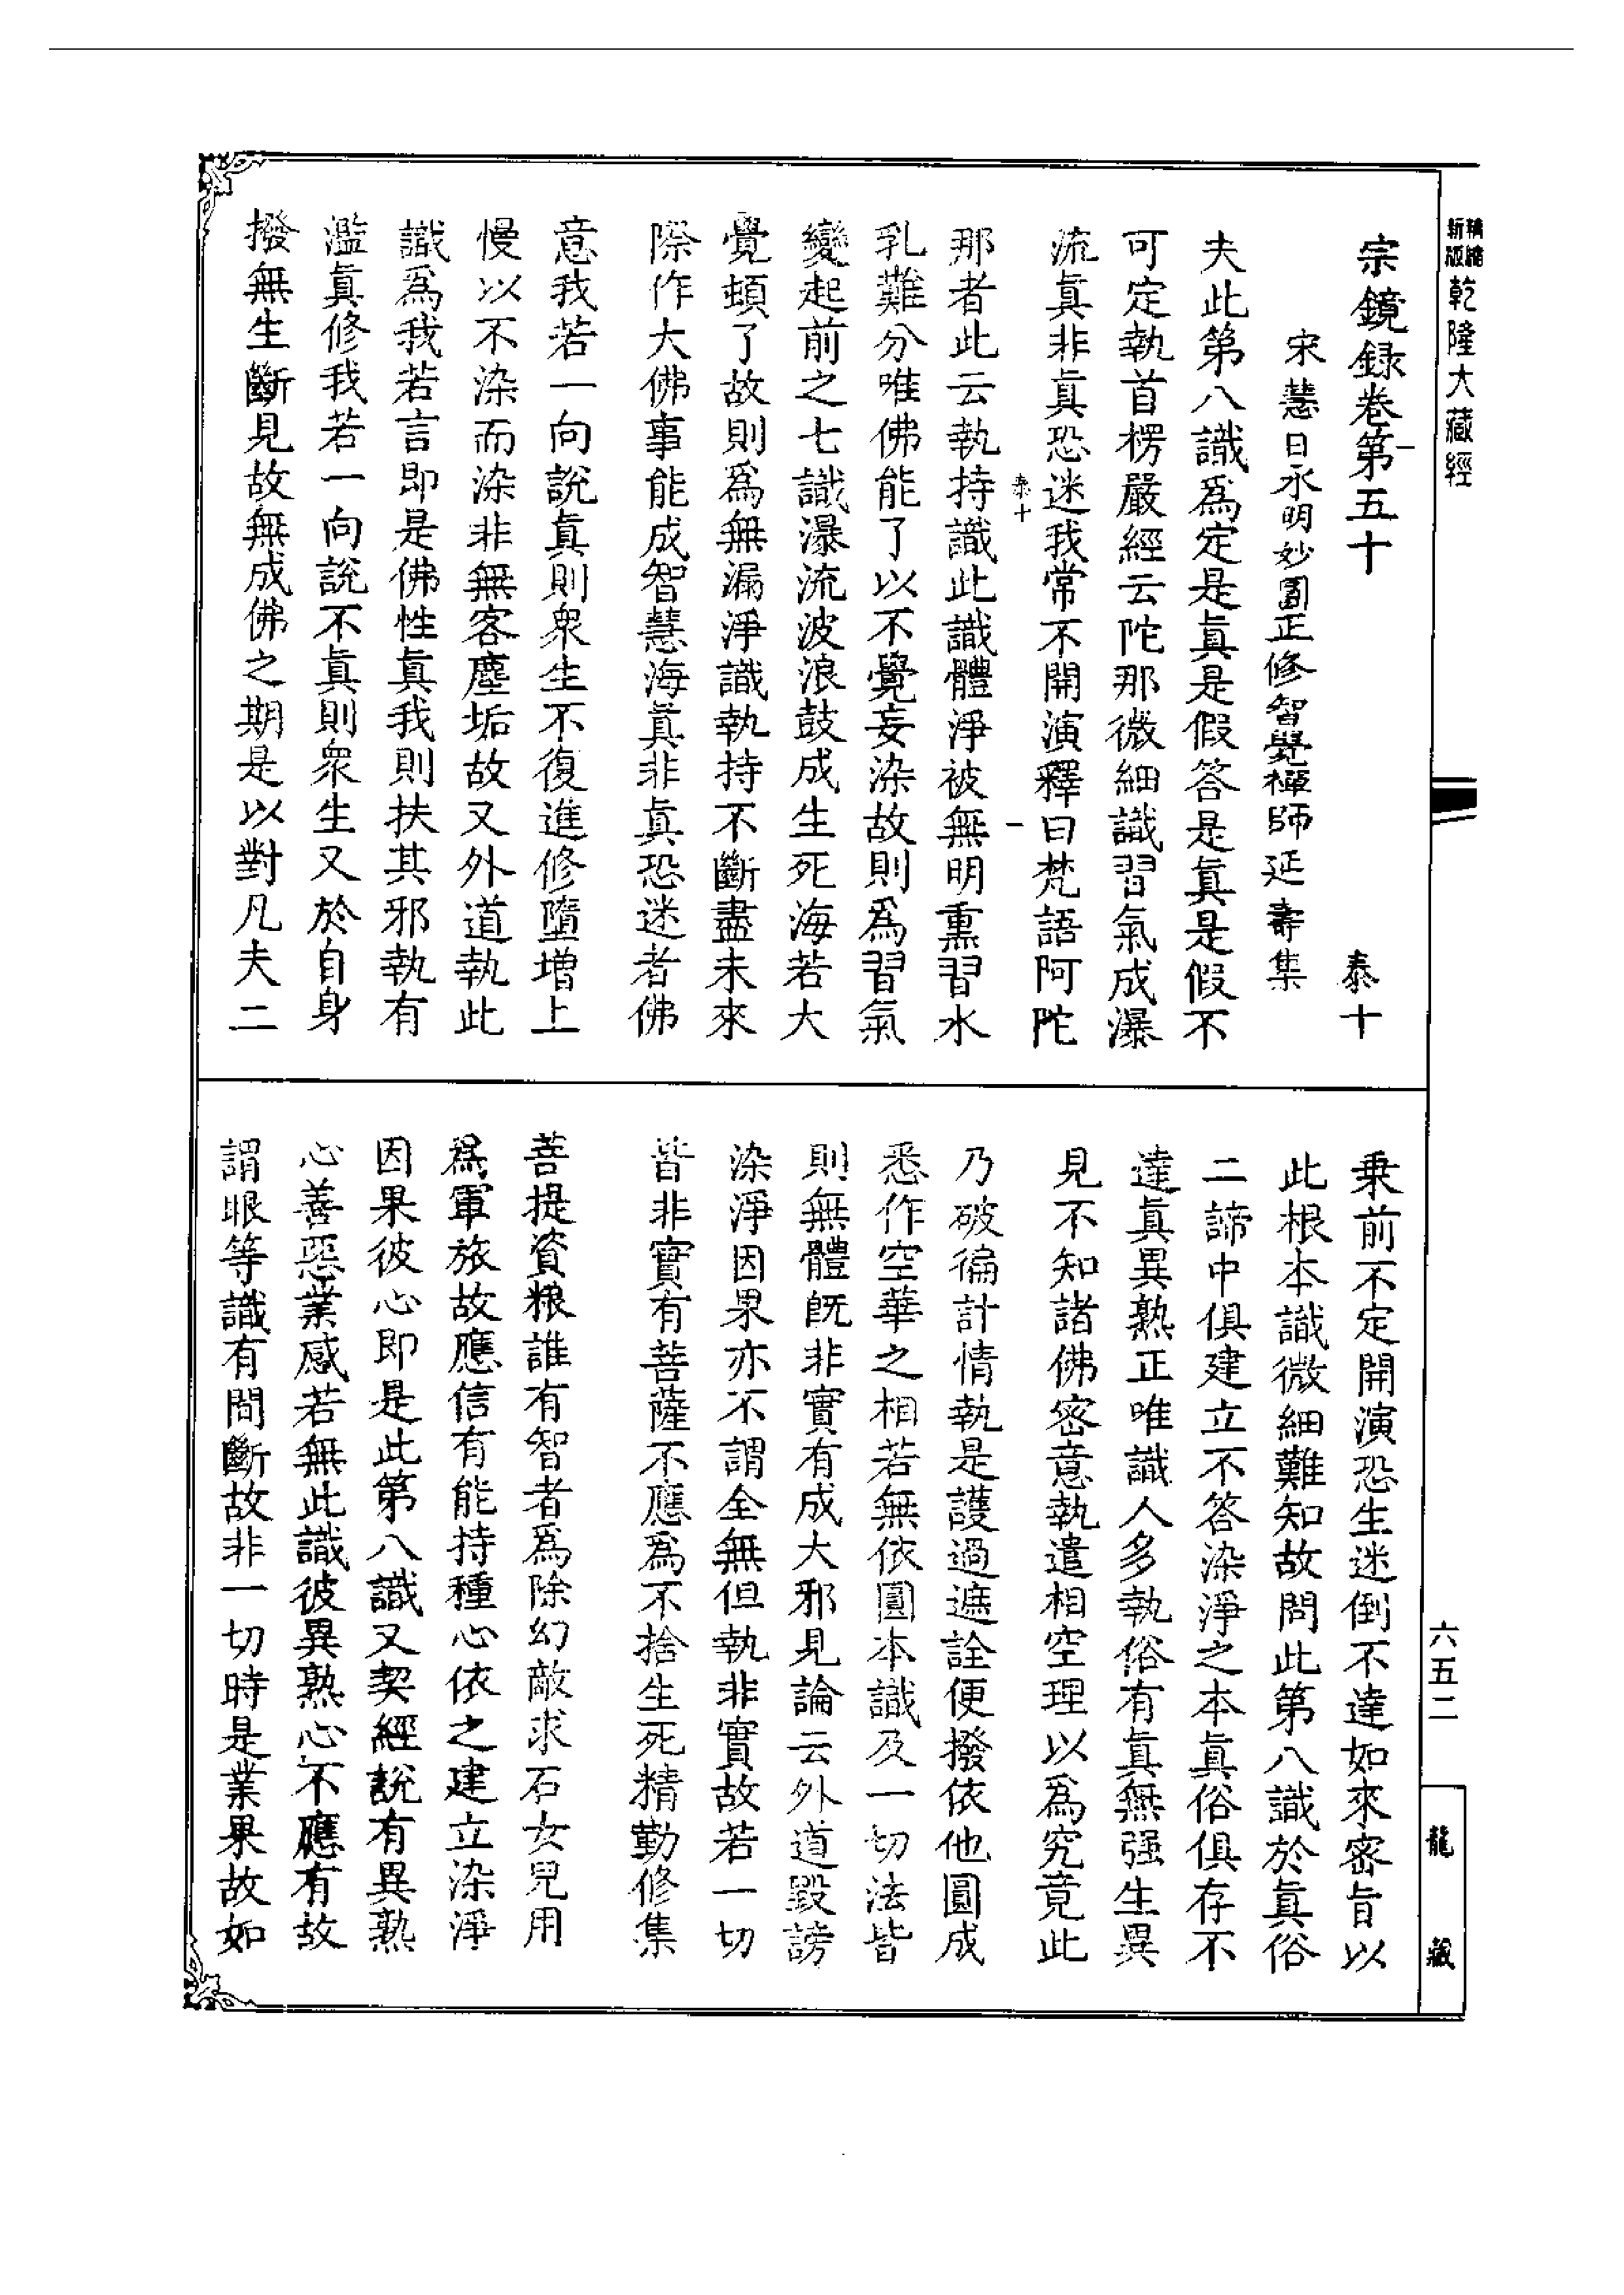 精縮
新版
乾隆大藏經
宗鏡録卷第五十 泰十
宋慧日永明妙圓正修智覺禪師延壽集
夫此第八識爲定是眞是假答是眞是假不
可定執首楞嚴經云陀那微細識習氣成瀑
流眞非眞恐迷我常不開演釋曰梵語阿陀
泰十 一
那者此云執持識此識體淨被無明熏習水
乳難分唯佛能了以不覺妄染故則爲習氣
變起前之七識瀑流波浪鼓成生死海若大
覺頓了故則爲無漏淨識執持不斷盡未來
際作大佛事能成智慧海眞非眞恐迷者佛
意我若一向說眞則衆生不復進修墮增上
慢以不染而染非無客塵垢故又外道執此
識爲我若言即是佛性眞我則扶其邪執有
濫眞修我若一向說不眞則衆生又於自身
撥無生斷見故無成佛之期是以對凡夫二
乗前不定開演恐生迷倒不達如來密旨以
此根本識微細難知故問此第八識於眞俗
二諦中俱建立不答染淨之本眞俗俱存不
達眞異熟正唯識人多執俗有眞無强生異
見不知諸佛密意執遣相空理以爲究竟此
乃破徧計情執是護過遮詮便撥依他圓成
悉作空華之相若無依圓本識及一切法皆
則無體旣非實有成大邪見論云外道毀謗
染淨因果亦不謂全無但執非實故若一切
皆非實有菩薩不應爲不捨生死精勤修集
菩提資粮誰有智者爲除幻敵求石女兒用
爲軍旅故應信有能持種心依之建立染淨
因果彼心即是此第八識又契經說有異熟
心善惡業感若無此識彼異熟心不應有故
謂眼等識有間斷故非一切時是業果故如
六五二
龍藏